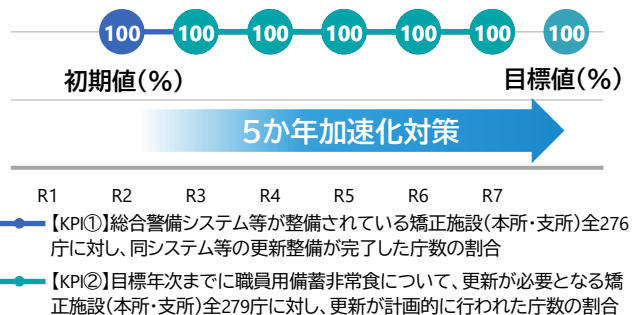 100 100 100 100 100 100 100
初期値(%) 目標値(%)
5か年加速化対策
R1 R2 R3 R4 R5 R6 R7
【KPI①】総合警備システム等が整備されている矯正施設(本所・支所)全276
庁に対し、同システム等の更新整備が完了した庁数の割合
【KPI②】目標年次までに職員用備蓄非常食について、更新が必要となる矯
正施設(本所・支所)全279庁に対し、更新が計画的に行われた庁数の割合